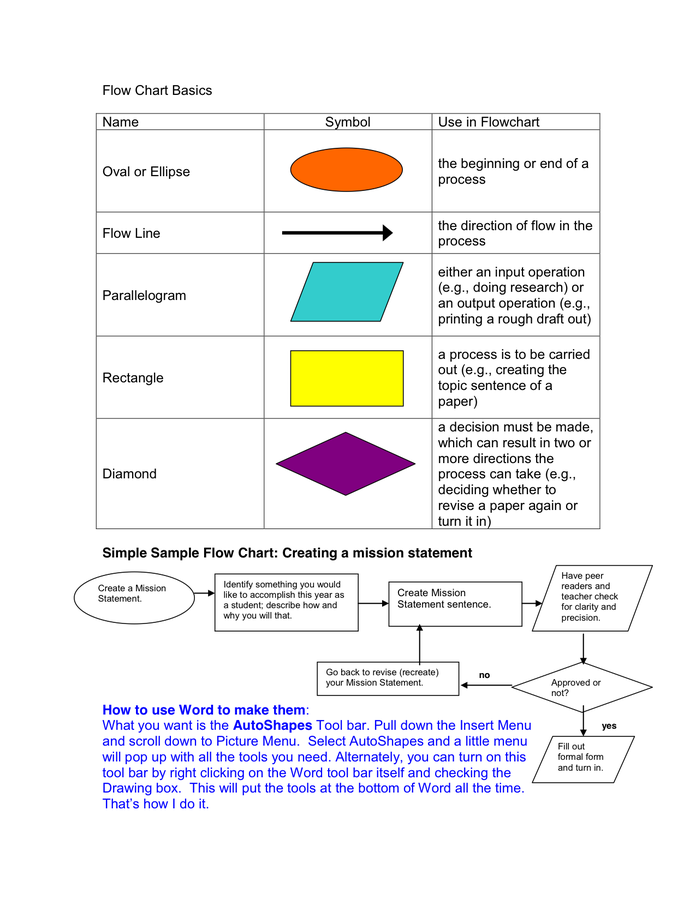 Flow Chart Basics
Name
Symbol
Use in Flowchart
Oval or Ellipse
the beginning or end of a
process
Flow Line
the direction of flow in the
process
Parallelogram
either an input operation
(e.g., doing research) or
an output operation (e.g.,
printing a rough draft out)
Rectangle
a process is to be carried
out (e.g., creating the
topic sentence of a
paper)
Diamond
a decision must be made,
which can result in two or
more directions the
process can take (e.g.,
deciding whether to
revise a paper again or
turn it in)
Simple Sample Flow Chart: Creating a mission statement
Create a Mission
Statement.
Identify something you would
like to accomplish this year as
a student; describe how and
why you will that.
Create Mission
Statement sentence.
Have peer
readers and
teacher check
for clarity and
precision.
Go back to revise (recreate)
your Mission Statement.
no
Approved or
not?
yes
Fill out
formal form
and turn in.
How to use Word to make them:
What you want is the AutoShapes Tool bar. Pull down the Insert Menu
and scroll down to Picture Menu.  Select AutoShapes and a little menu
will pop up with all the tools you need. Alternately, you can turn on this
tool bar by right clicking on the Word tool bar itself and checking the
Drawing box.  This will put the tools at the bottom of Word all the time.
That's how I do it.